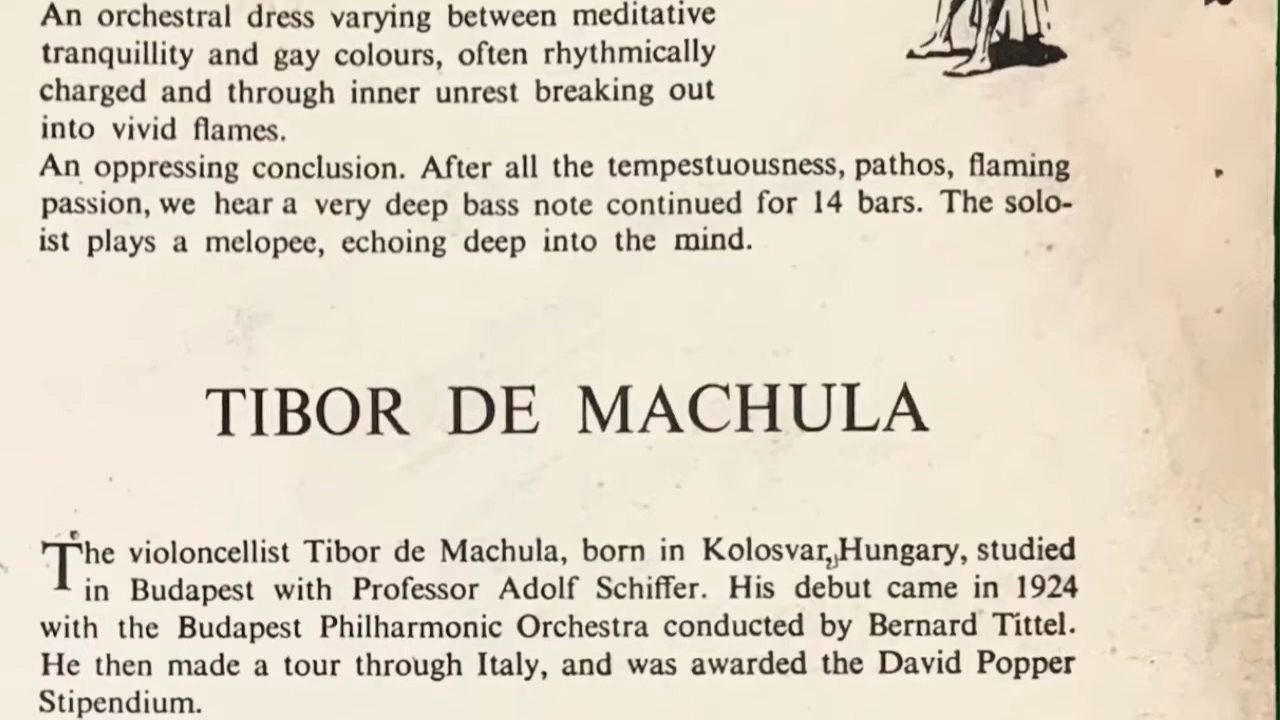 An orchestral dress varying between meditative
tranquillity and gay colours, often rhythmically
charged and through inner unrest breaking out
into vivid flames.
An oppressing conclusion. After all the tempestuousness, pathos, flaming
passion, we hear a very deep bass note continued for 14 bars. The solo-
ist plays a melopee, echoing deep into the mind.
TIBOR DE MACHULA
The violoncellist Tibor de Machula, born in Kolosvar, Hungary, studied
in Budapest with Professor Adolf Schiffer. His debut came in 1924
with the Budapest Philharmonic Orchestra conducted by Bernard Tittel.
He then made a tour through Italy, and was awarded the David Popper
Stipendium.